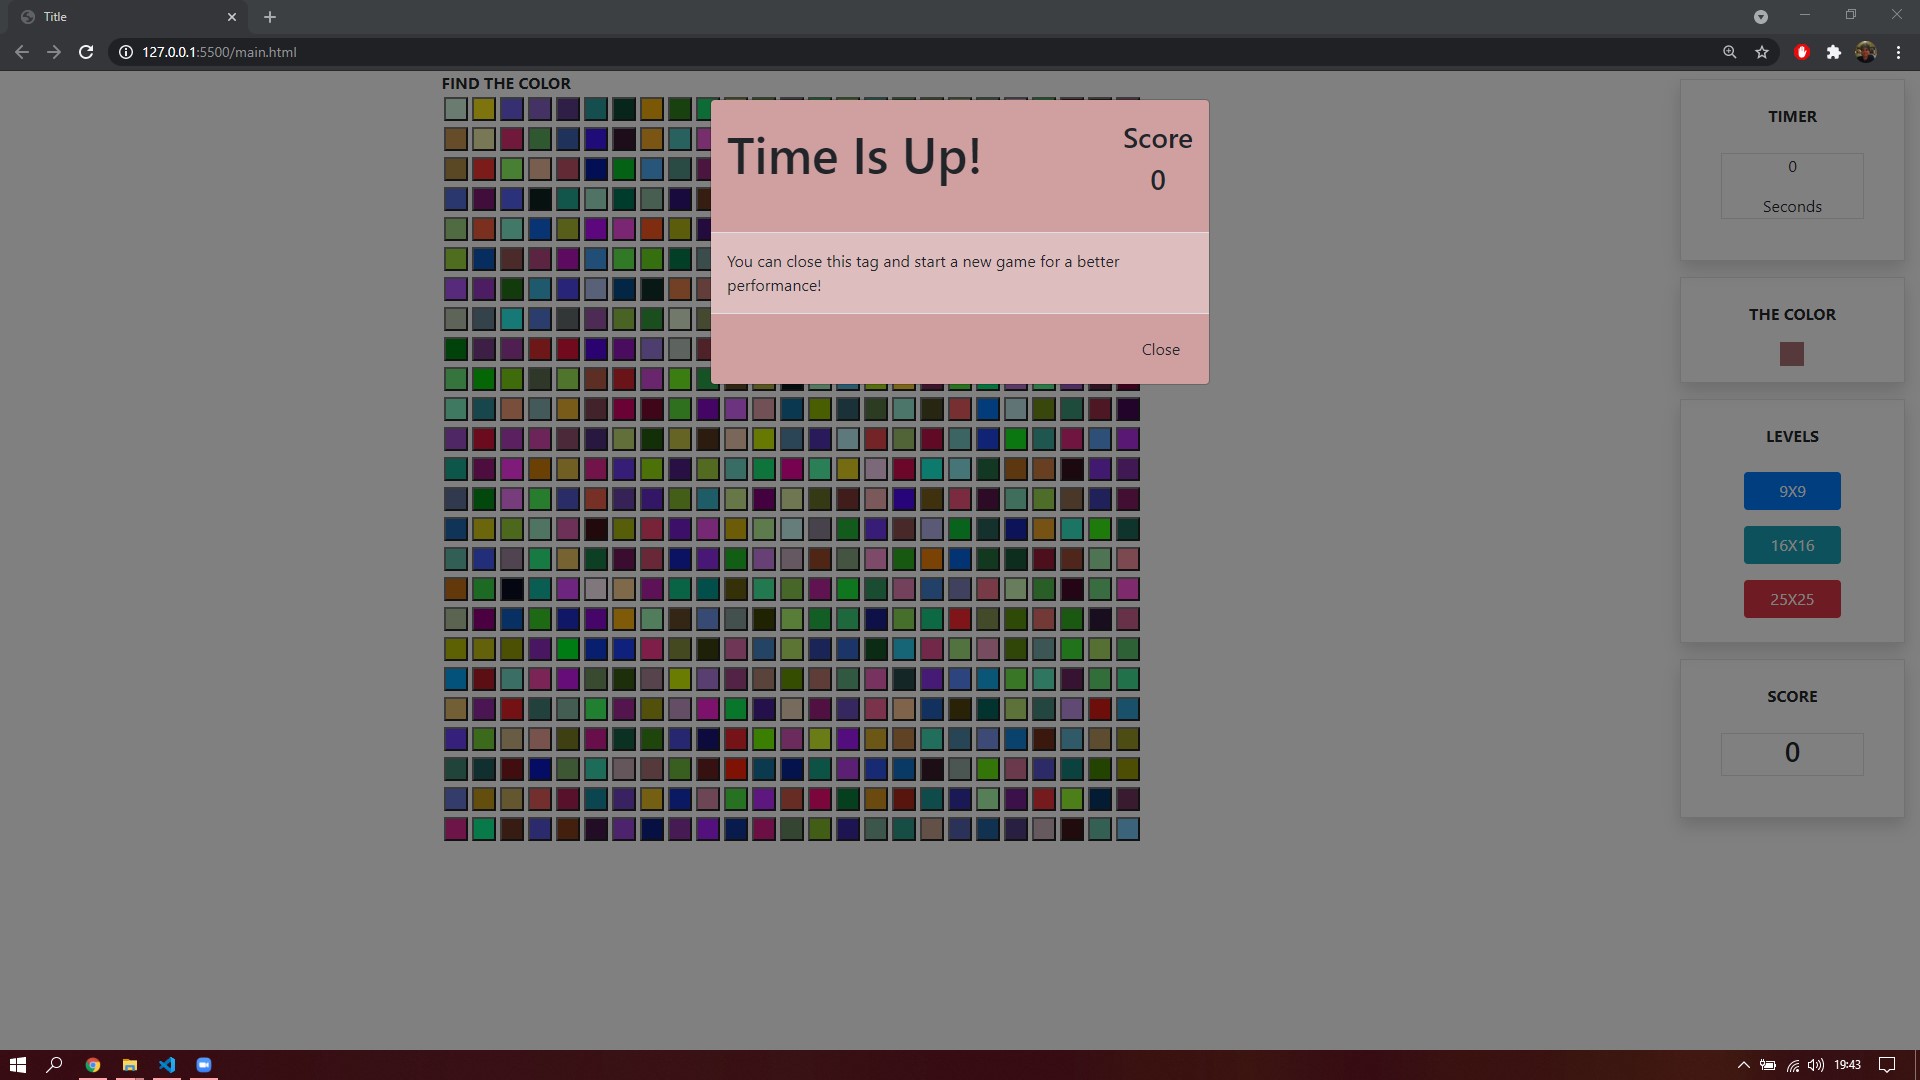 Title
127.0.0.1:5500/main.html
FIND THE COLOR
Time Is Up!
Score
0
You can close this tag and start a new game for a better
performance!
Close
TIMER
0
Seconds
THE COLOR
LEVELS
9X9
16X16
25X25
SCORE
0
19:43